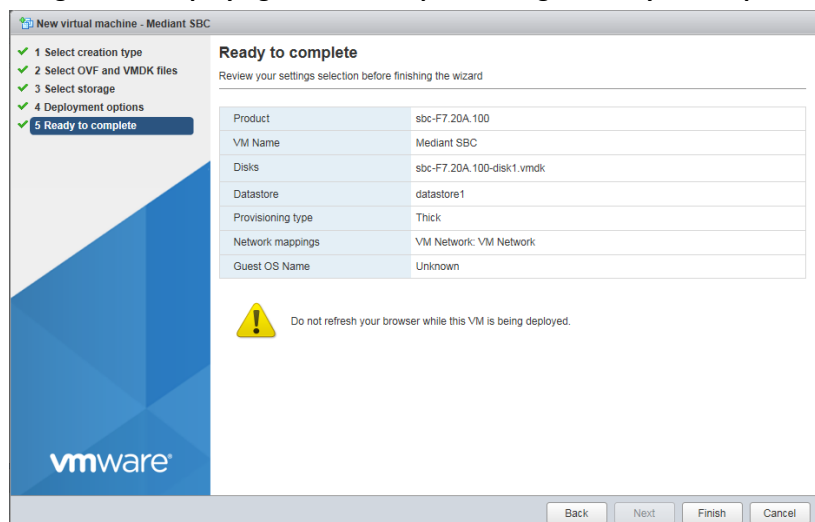 New virtual machine - Mediant SBC
1 Select creation type
2 Select OVF and VMDK files
3 Select storage
4 Deployment options
5 Ready to complete
Ready to complete
Review your settings selection before finishing the wizard
Product sbc-F7.20A.100
VM Name Mediant SBC
Disks sbc-F7.20A.100-disk1.vmdk
Datastore datastore1
Provisioning type Thick
Network mappings VM Network: VM Network
Guest OS Name Unknown
Do not refresh your browser while this VM is being deployed.
vmware®
Back Next Finish Cancel